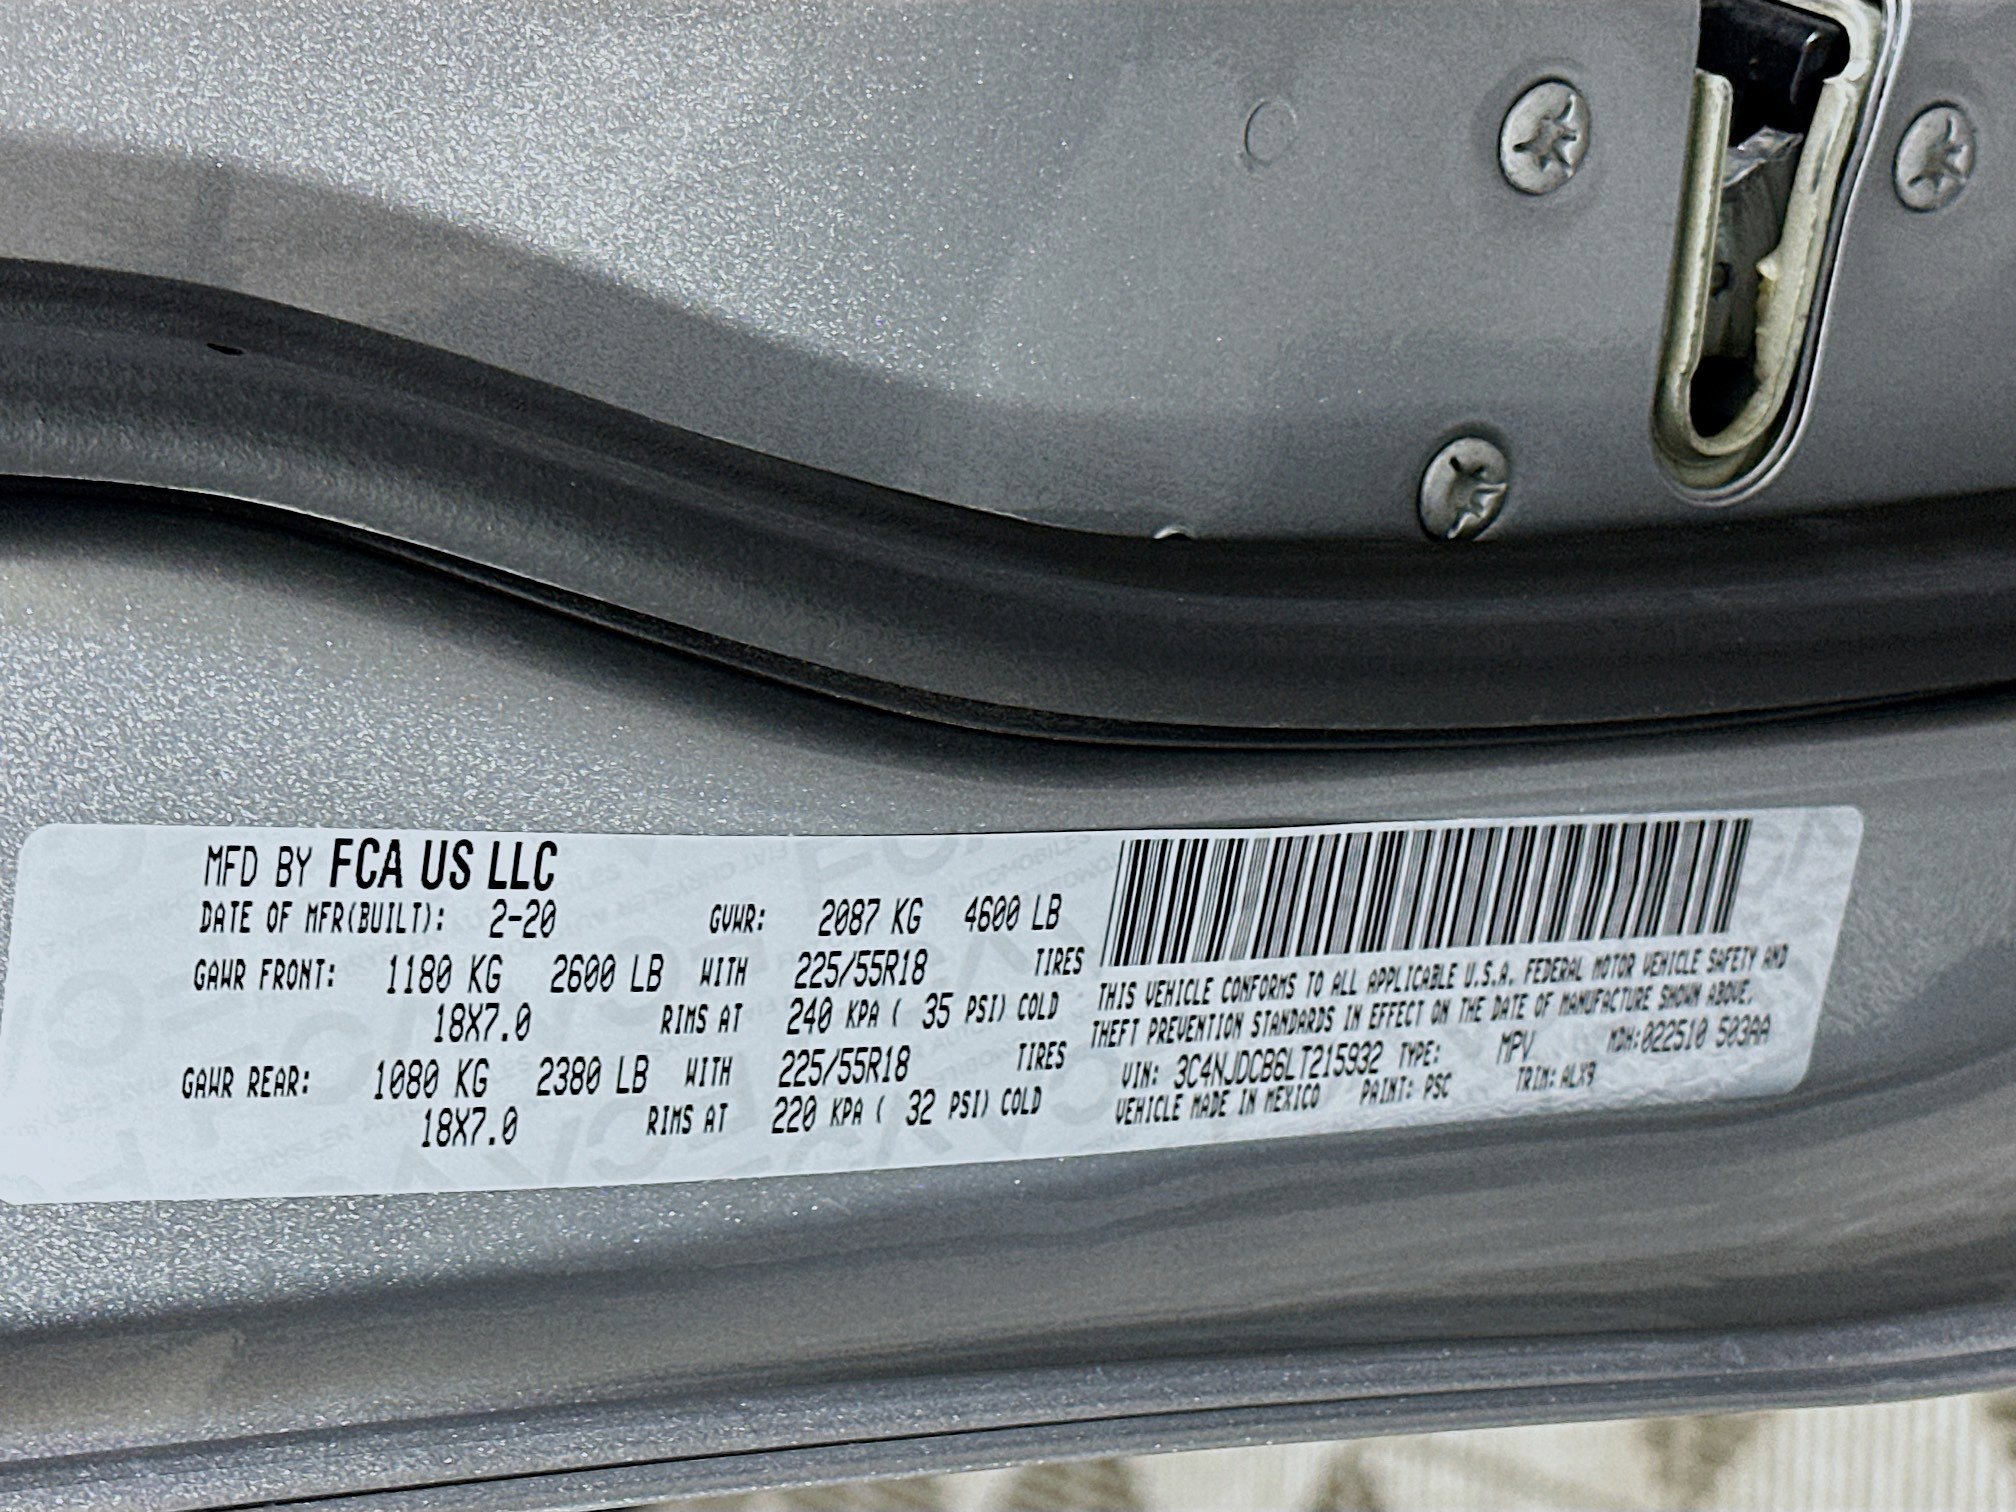 MFD BY FCA US LLC
DATE OF MFR(BUILT): 2-20 GVWR: 2087 KG 4600 LB
GAWR FRONT: 1180 KG 2600 LB WITH 225/55R18 TIRES
18X7.0 RIMS AT 240 KPA ( 35 PSI) COLD
GAWR REAR: 1080 KG 2380 LB WITH 225/55R18 TIRES
18X7.0 RIMS AT 220 KPA ( 32 PSI) COLD
THIS VEHICLE CONFORMS TO ALL APPLICABLE U.S.A. FEDERAL MOTOR VEHICLE SAFETY AND
THEFT PREVENTION STANDARDS IN EFFECT ON THE DATE OF MANUFACTURE SHOWN ABOVE.
VIN: 3C4NJDCB6LT215932 TYPE: MPV MDH:022510 503AA
VEHICLE MADE IN MEXICO PAINT: PSC TRIM: ALX9